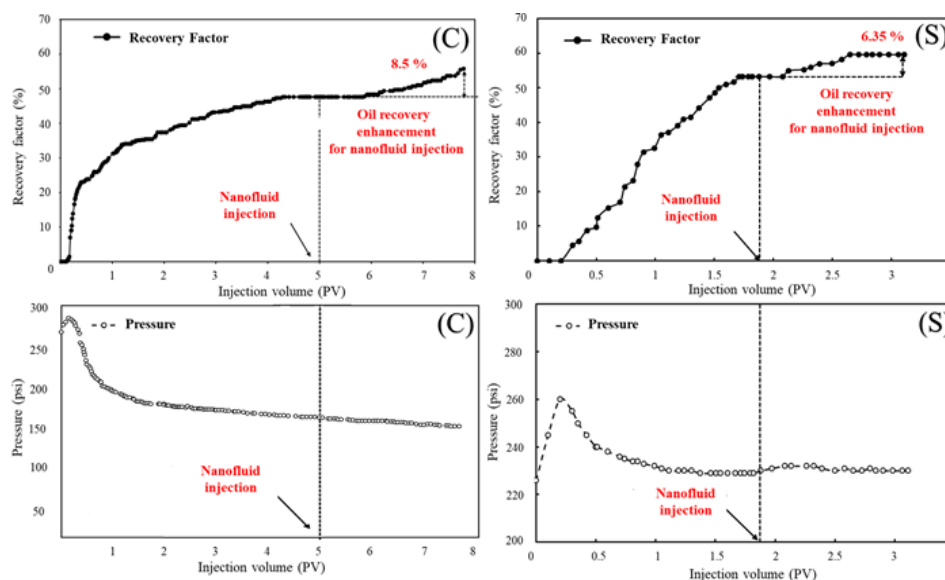 70
60
50
40
30
20
10
0
Recovery factor (%)
Recovery Factor
(C)
8.5 %
Oil recovery
enhancement
for nanofluid injection
Nanofluid
injection
1
2
3
4
5
6
7
8
Injection volume (PV)
70
60
50
40
30
20
10
0
Recovery factor (%)
Recovery Factor
(S)
6.35 %
Oil recovery
enhancement
for nanofluid injection
Nanofluid
injection
0
0.5
1
1.5
2
2.5
3
Injection volume (PV)
300
250
200
150
100
50
Pressure (psi)
Pressure
(C)
Nanofluid
injection
1
2
3
4
5
6
7
8
Injection volume (PV)
300
280
260
240
220
200
Pressure (psi)
Pressure
(S)
Nanofluid
injection
0
0.5
1
1.5
2
2.5
3
Injection volume (PV)